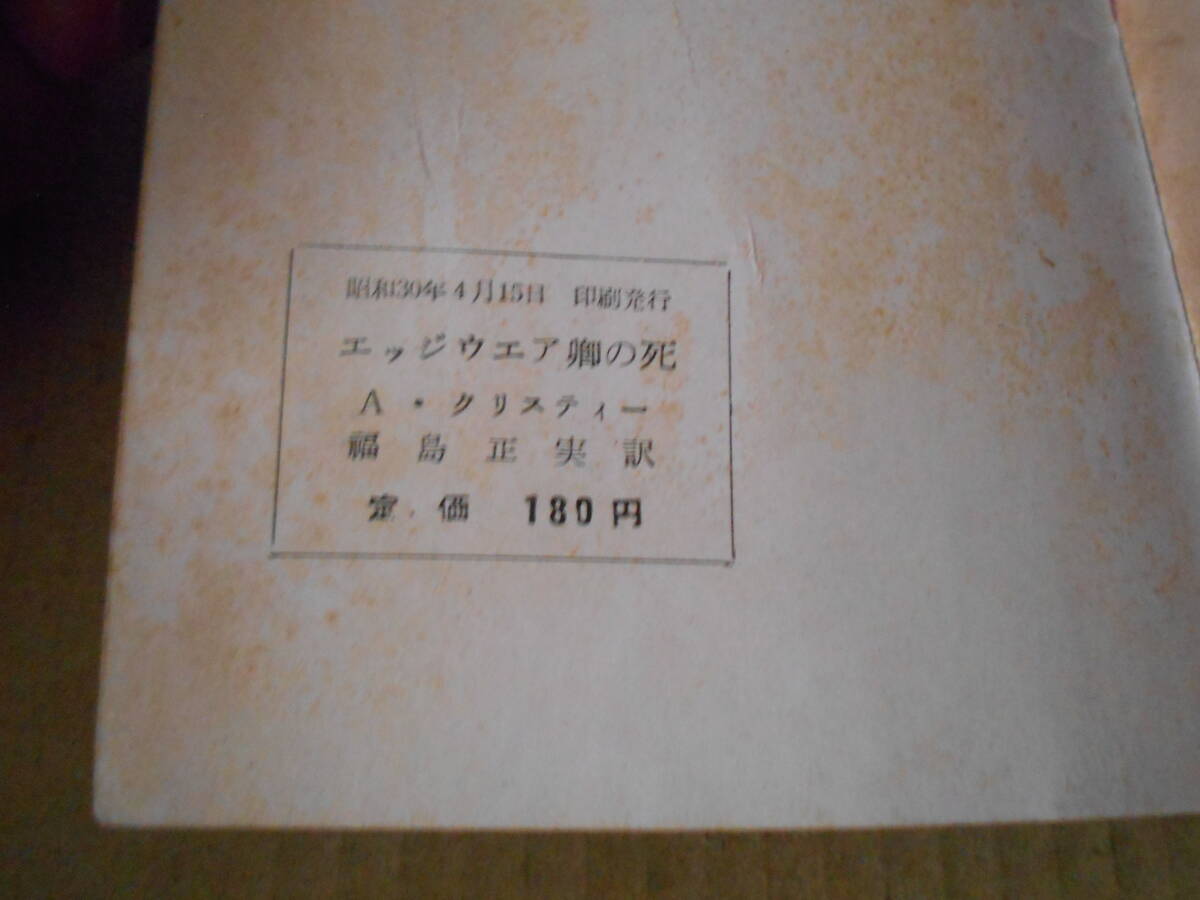 昭和30年4月15日 印刷発行
エッジウエア卿の死
A・クリスティー
福島正実訳
定価 180円